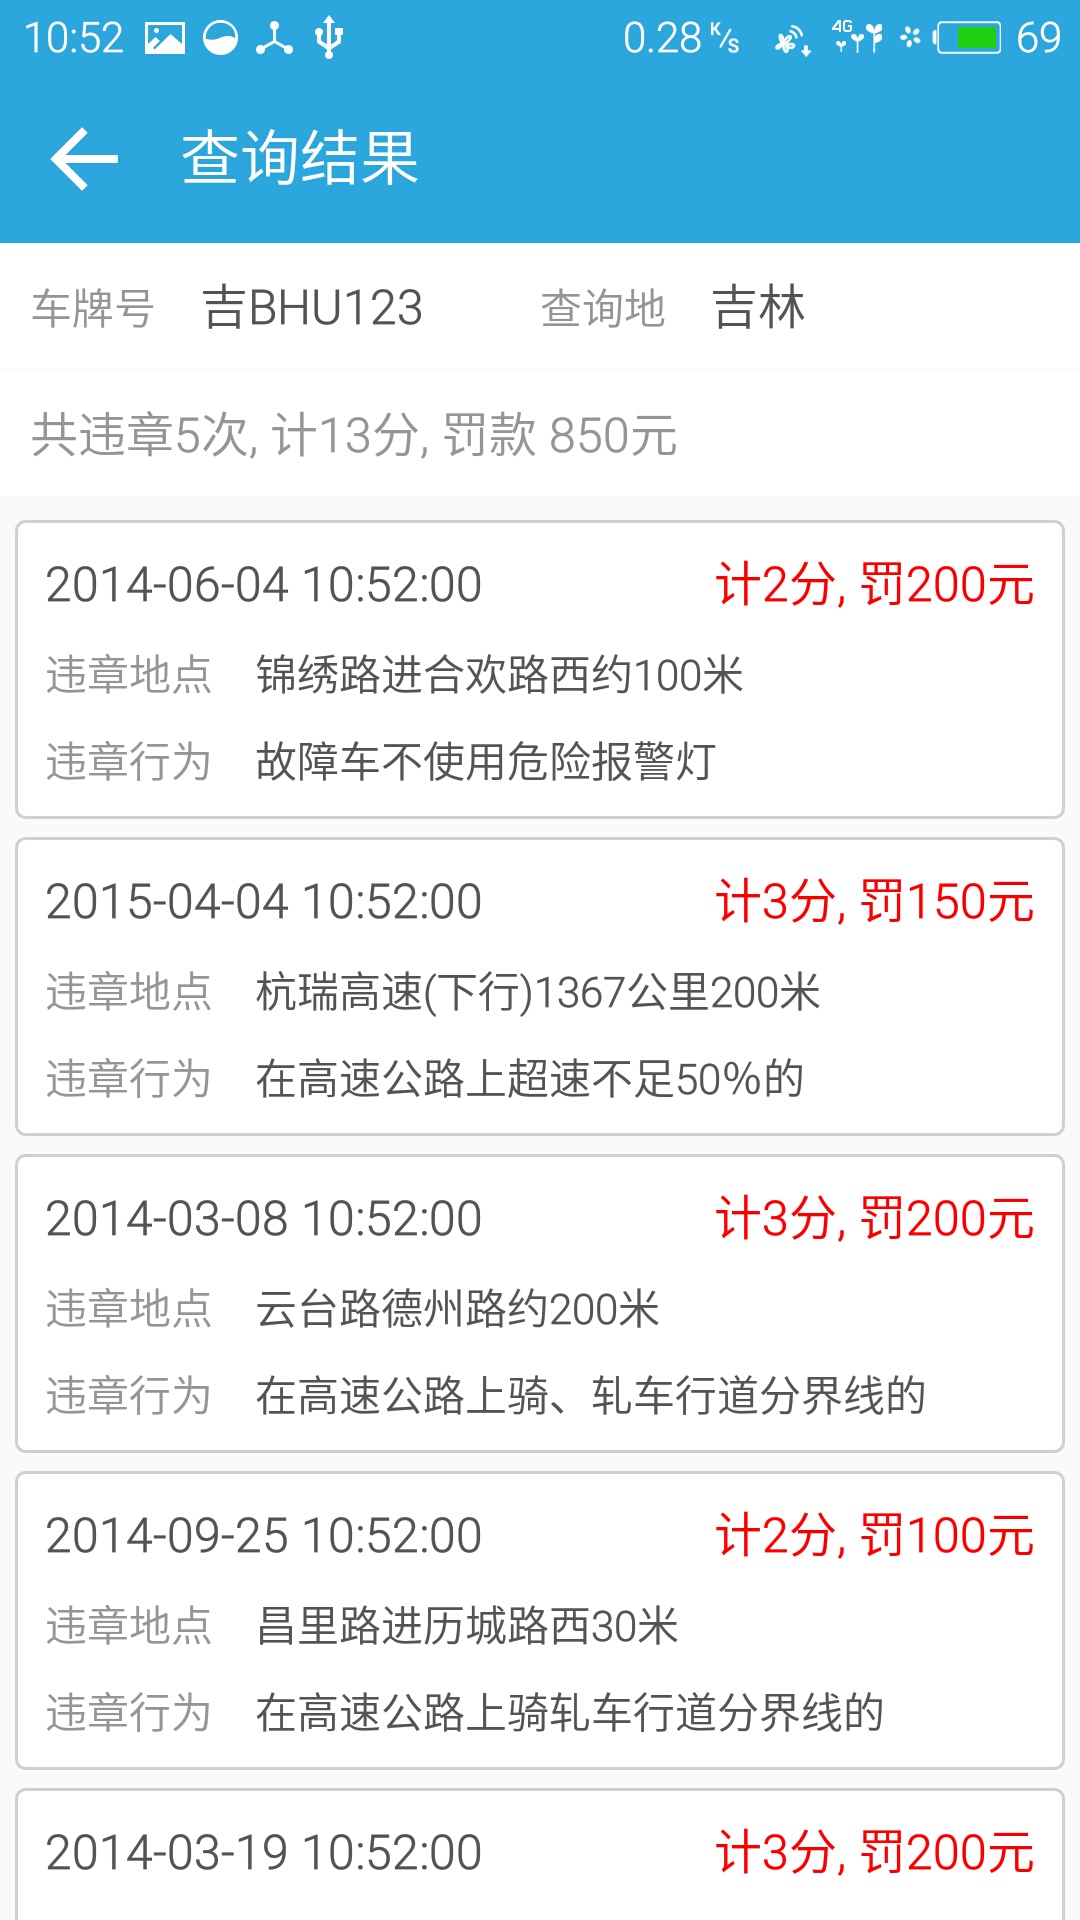 10:52 0.28 K/s 4G 69
查询结果
车牌号 吉BHU123 查询地 吉林
共违章5次, 计13分, 罚款 850元
2014-06-04 10:52:00 计2分, 罚200元
违章地点 锦绣路进合欢路西约100米
违章行为 故障车不使用危险报警灯
2015-04-04 10:52:00 计3分, 罚150元
违章地点 杭瑞高速(下行)1367公里200米
违章行为 在高速公路上超速不足50%的
2014-03-08 10:52:00 计3分, 罚200元
违章地点 云台路德州路约200米
违章行为 在高速公路上骑、轧车行道分界线的
2014-09-25 10:52:00 计2分, 罚100元
违章地点 昌里路进历城路西30米
违章行为 在高速公路上骑轧车行道分界线的
2014-03-19 10:52:00 计3分, 罚200元